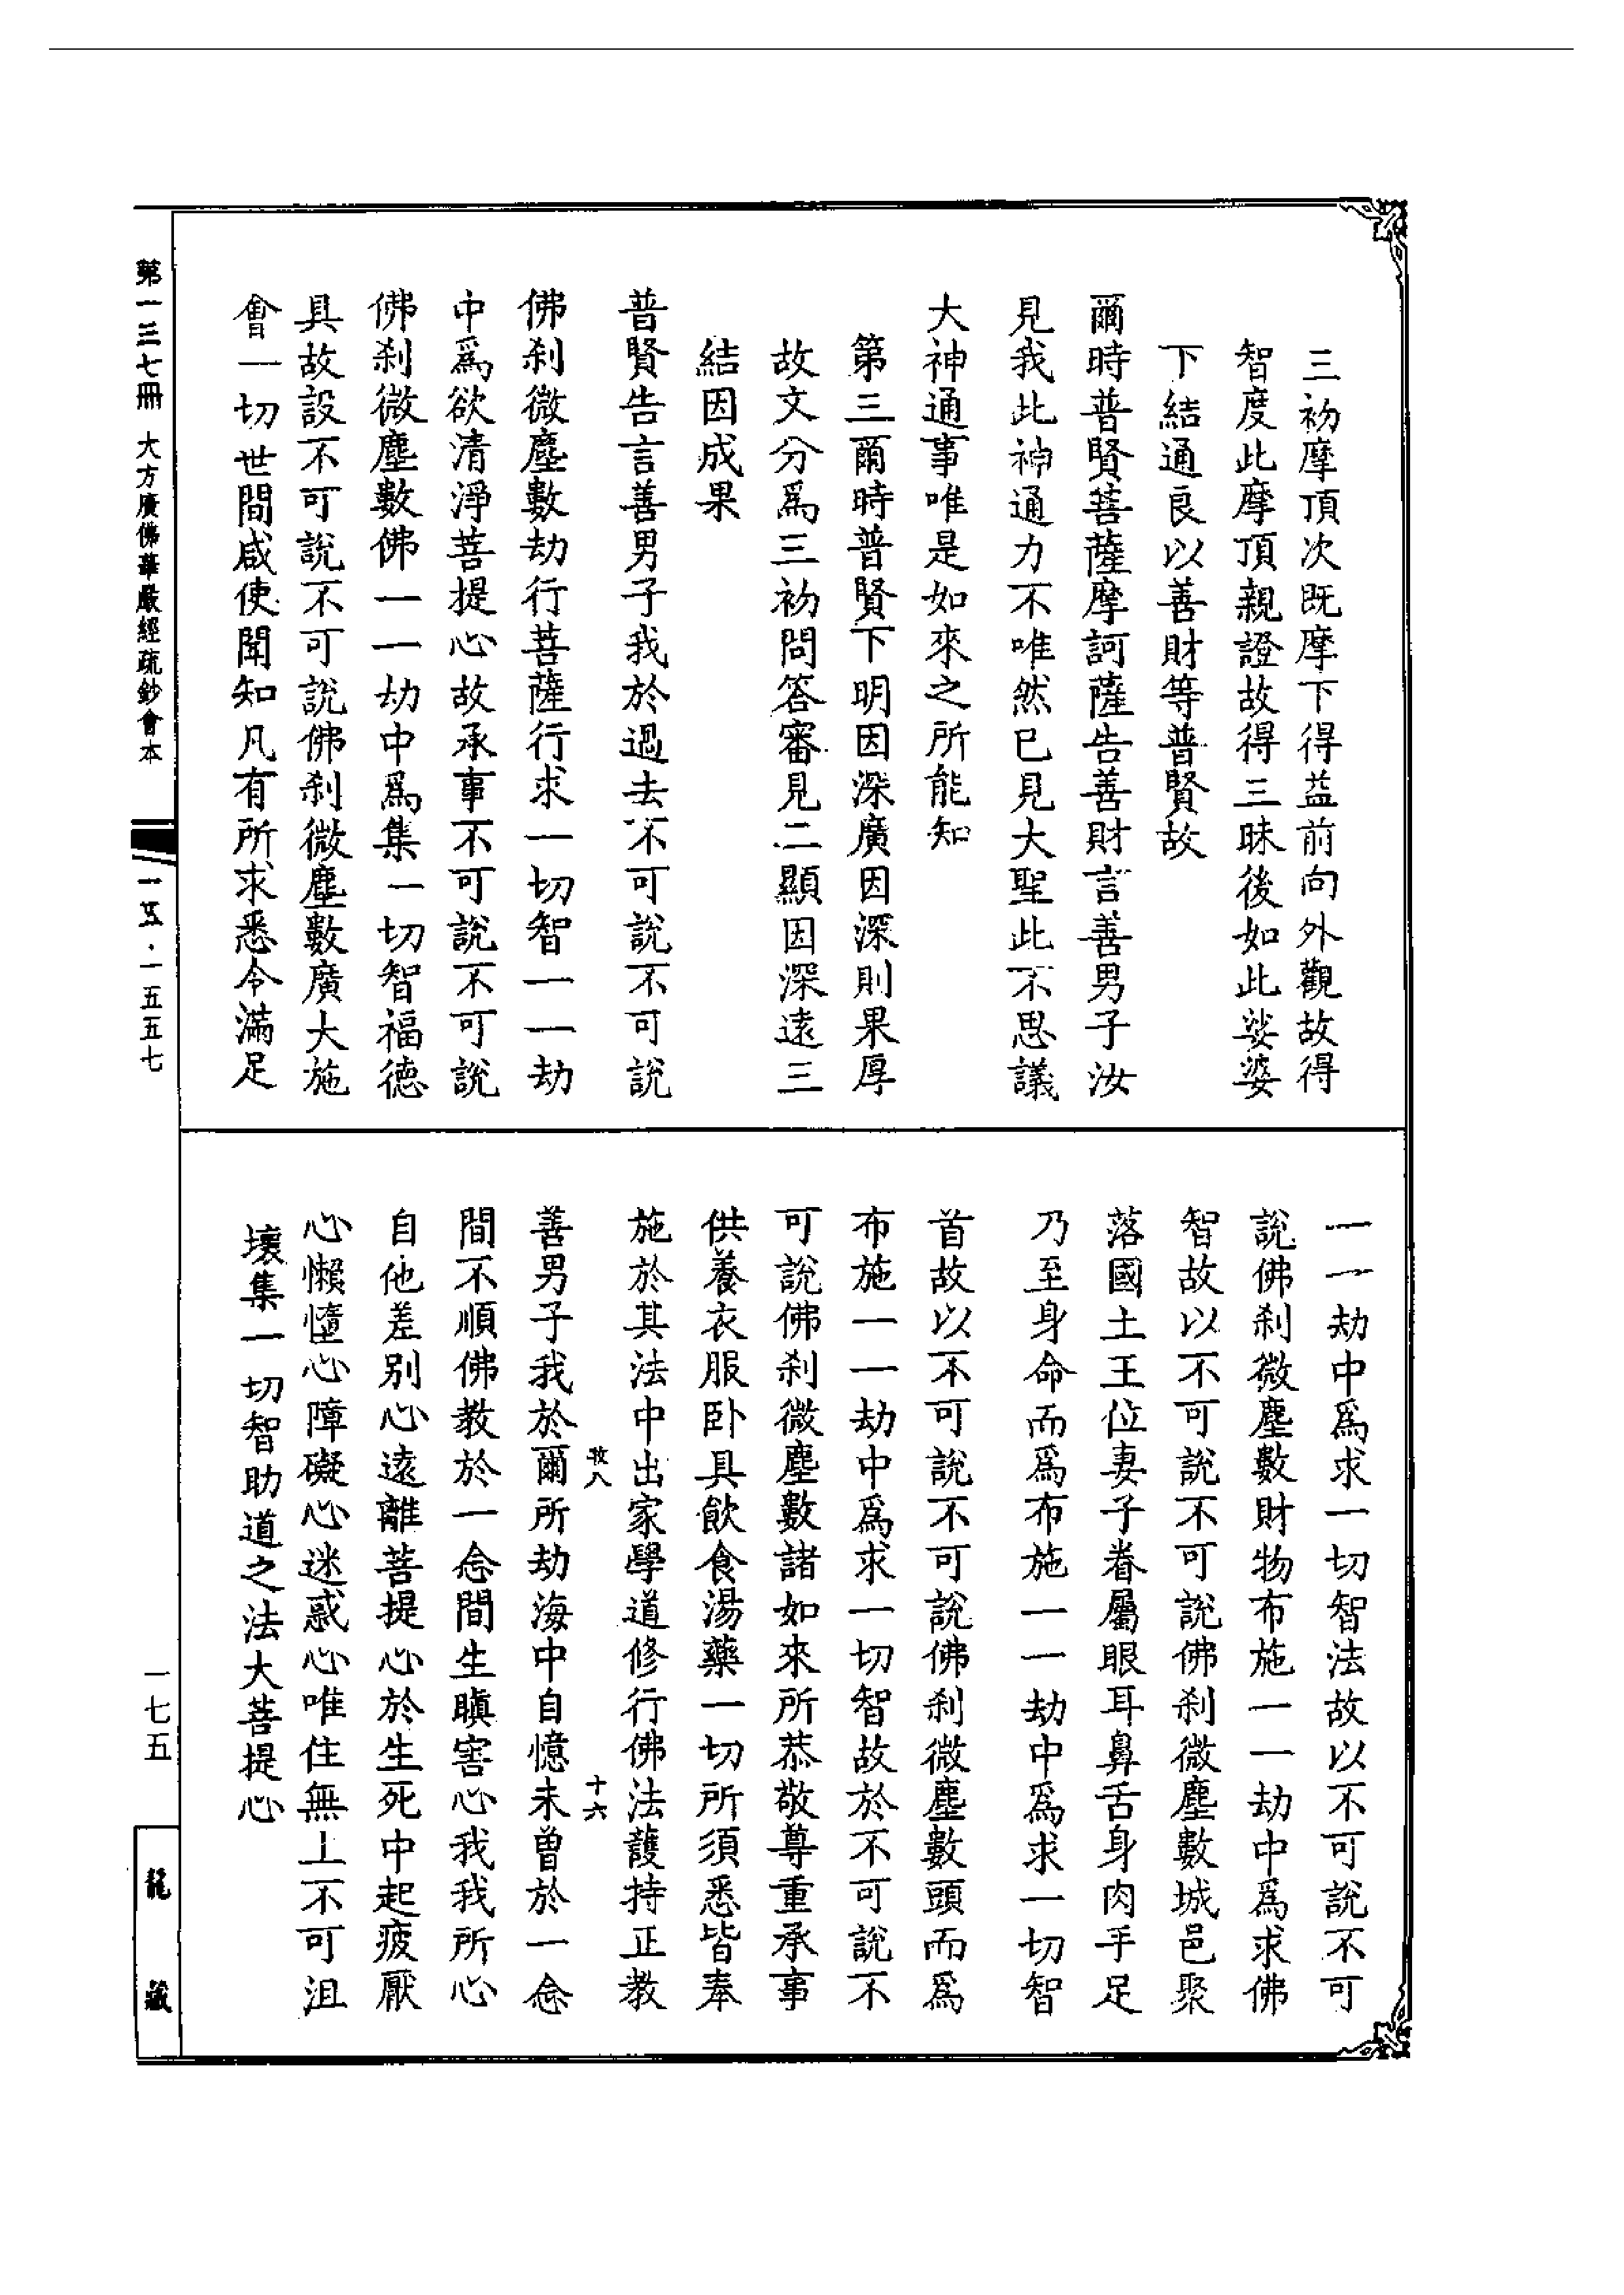 三初摩頂次既摩下得益前向外觀故得
智度此摩頂親證故得三昧後如此娑婆
下結通良以善財等普賢故
爾時普賢菩薩摩訶薩告善財言善男子汝
見我此神通力不唯然已見大聖此不思議
大神通事唯是如來之所能知
第三爾時普賢下明因深廣因深則果厚
故文分爲三初問答審見二顯因深遠三
結因成果
普賢告言善男子我於過去不可說不可說
佛刹微塵數劫行菩薩行求一切智一一劫
中爲欲清淨菩提心故承事不可說不可說
佛刹微塵數佛一一劫中爲集一切智福德
具故設不可說不可說佛刹微塵數廣大施
會一切世間咸使聞知凡有所求悉令滿足
一一劫中爲求一切智法故以不可說不可
說佛刹微塵數財物布施一一劫中爲求佛
智故以不可說不可說佛刹微塵數城邑聚
落國土王位妻子眷屬眼耳鼻舌身肉手足
乃至身命而爲布施一一劫中爲求一切智
首故以不可說不可說佛刹微塵數頭而爲
布施一一劫中爲求一切智故於不可說不
可說佛刹微塵數諸如來所恭敬尊重承事
供養衣服卧具飲食湯藥一切所須悉皆奉
施於其法中出家學道修行佛法護持正教
十六
善男子我於爾所劫海中自憶未曾於一念
間不順佛教於一念間生瞋害心我我所心
自他差別心遠離菩提心於生死中起疲厭
心懶憧心障礙心迷惑心唯住無上不可沮
壞集一切智助道之法大菩提心
第一三七冊 大方廣佛華嚴經疏鈔會本
一五五·一五五七
一七五
龍藏